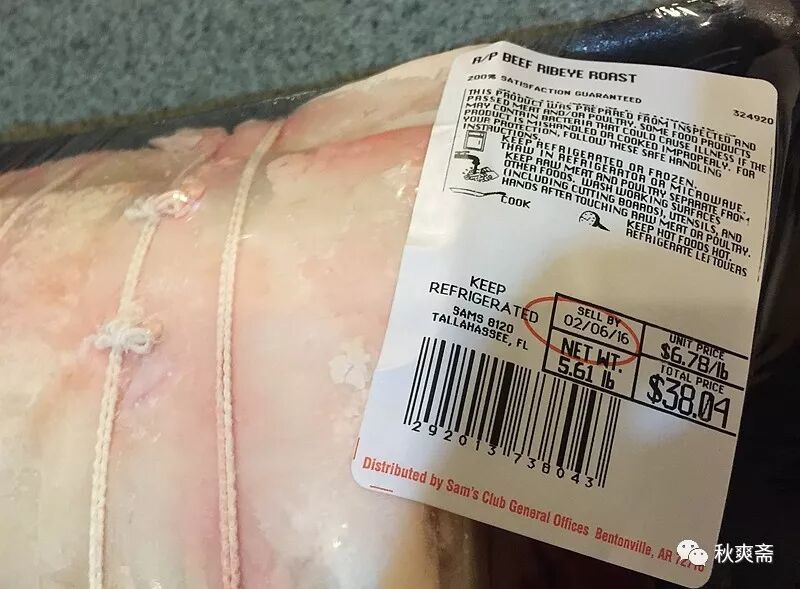 R/P BEEF RIBEYE ROAST
200% SATISFACTION GUARANTEED
324920
THIS PRODUCT WAS PREPARED FROM INSPECTED AND
PASSED MEAT AND/OR POULTRY. SOME FOOD PRODUCTS
MAY CONTAIN BACTERIA THAT COULD CAUSE ILLNESS IF THE
PRODUCT IS MISHANDLED OR COOKED IMPROPERLY. FOR
YOUR PROTECTION, FOLLOW THESE SAFE HANDLING
INSTRUCTIONS.
KEEP REFRIGERATED OR FROZEN.
THAW IN REFRIGERATOR OR MICROWAVE.
KEEP RAW MEAT AND POULTRY SEPARATE FROM
OTHER FOODS. WASH WORKING SURFACES
(INCLUDING CUTTING BOARDS), UTENSILS, AND
HANDS AFTER TOUCHING RAW MEAT OR POULTRY.
COOK
KEEP HOT FOODS HOT.
REFRIGERATE LEFTOVERS
KEEP
REFRIGERATED
SAMS 8120
TALLAHASSEE, FL
SELL BY
02/06/16
NET WT.
5.61 lb
UNIT PRICE
$6.78/lb
TOTAL PRICE
$38.04
292013 738043
Distributed by Sam's Club General Offices Bentonville, AR 72716
秋爽斋